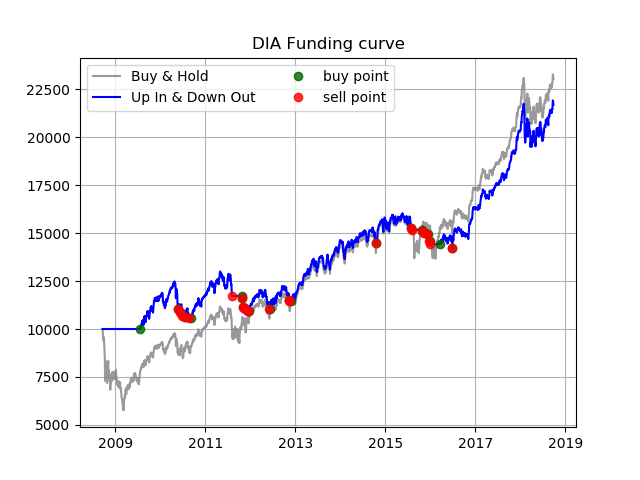 DIA Funding curve
Buy & Hold
Up In & Down Out
buy point
sell point
22500
20000
17500
15000
12500
10000
7500
5000
2009 2011 2013 2015 2017 2019